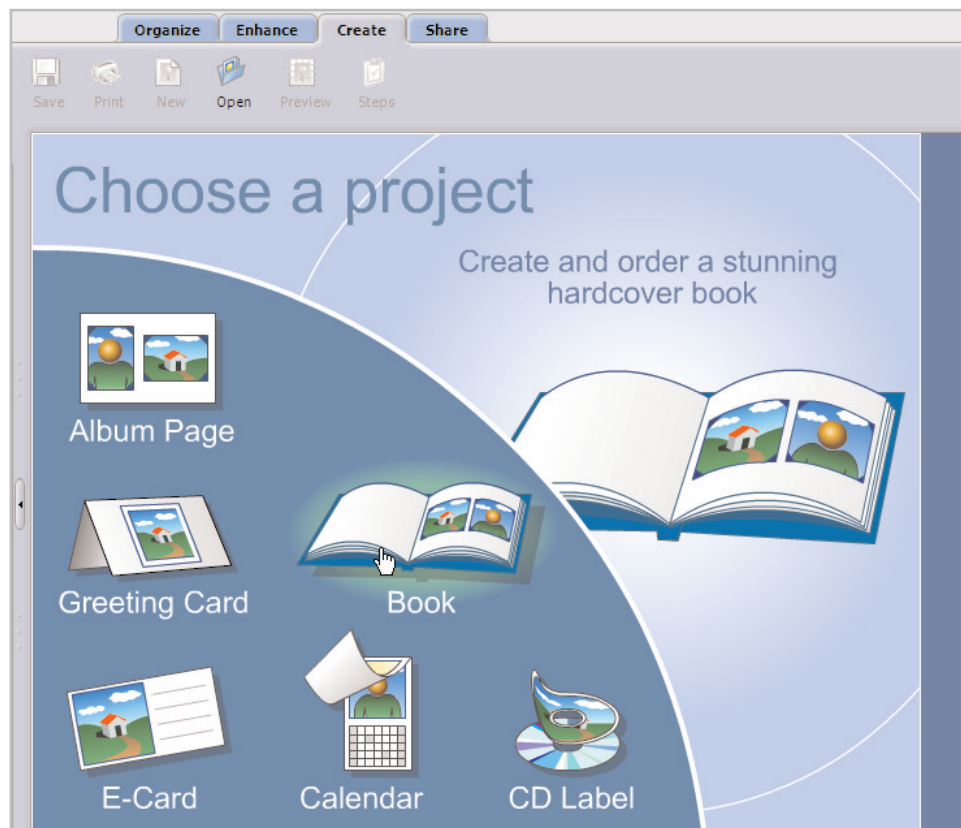 Organize Enhance Create Share
Save Print New Open Preview Steps
Choose a project
Create and order a stunning
hardcover book
Album Page
Greeting Card Book
E-Card Calendar CD Label